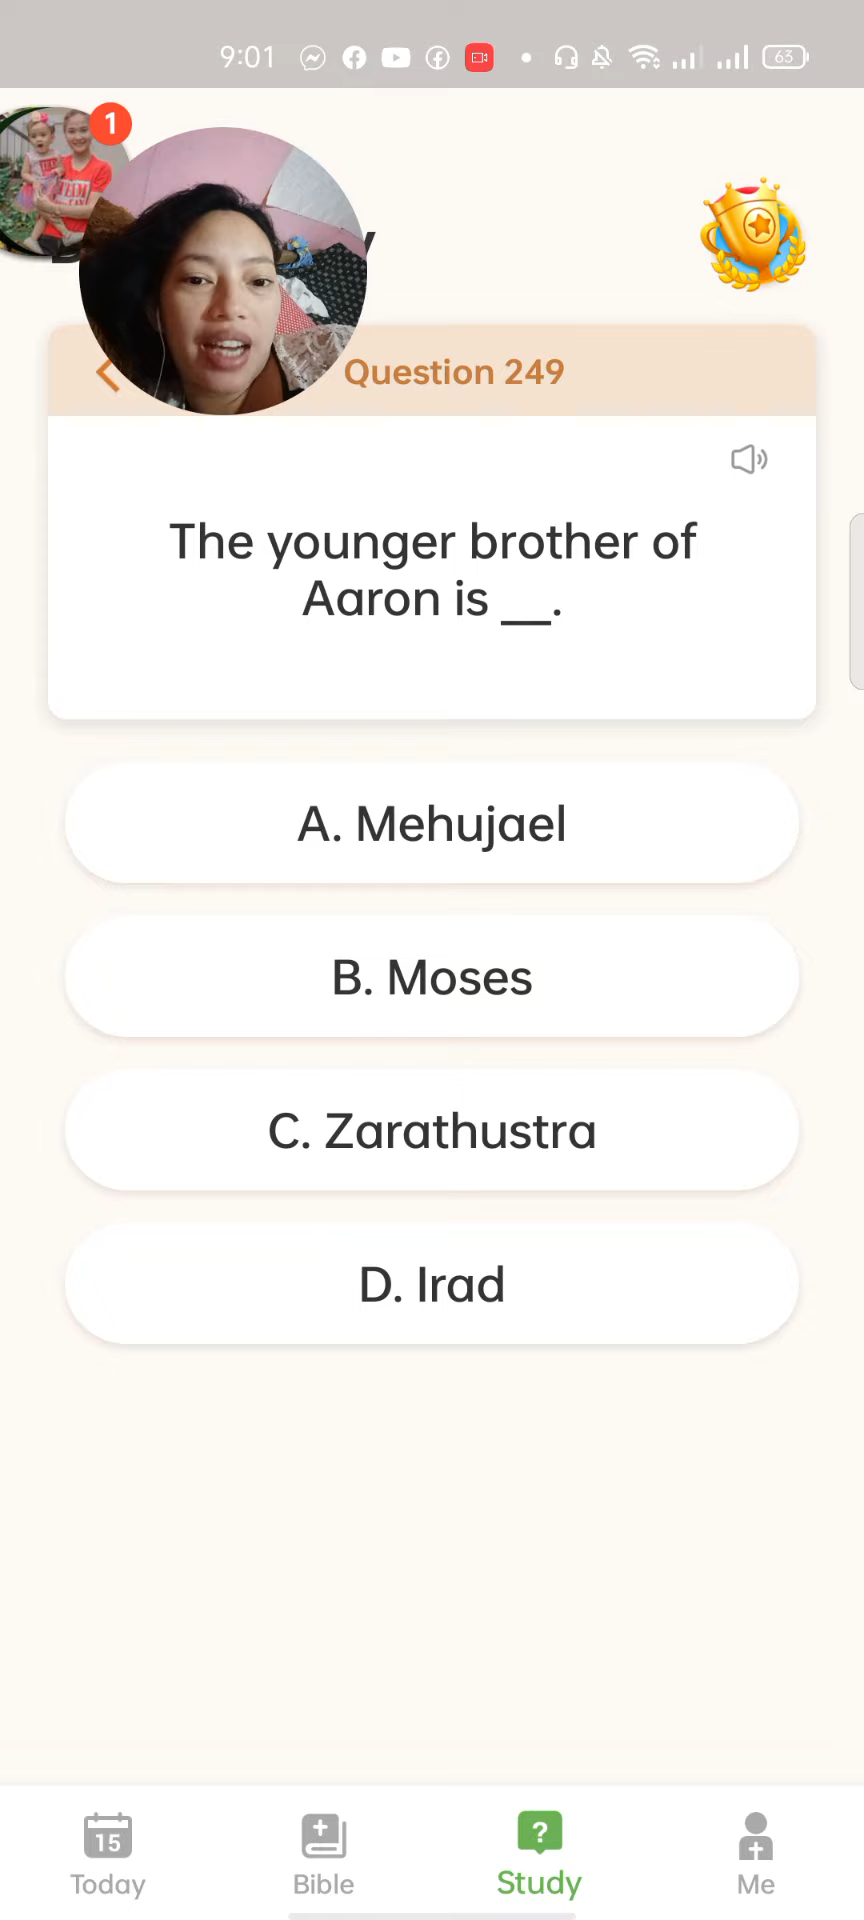 9:01
63
1
Question 249
The younger brother of
Aaron is __.
A. Mehujael
B. Moses
C. Zarathustra
D. Irad
15
Today
Bible
?
Study
Me